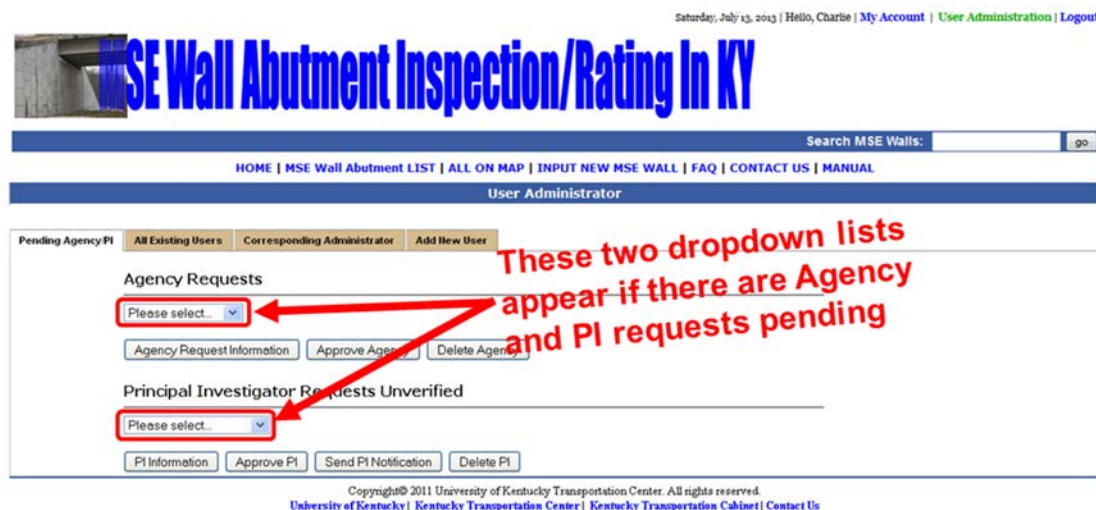 Saturday, July 13, 2013 | Hello, Charlie | My Account | User Administration | Logout
MSE Wall Abutment Inspection/Rating In KY
Search MSE Walls: go
HOME | MSE Wall Abutment LIST | ALL ON MAP | INPUT NEW MSE WALL | FAQ | CONTACT US | MANUAL
User Administrator
Pending Agency/PI All Existing Users Corresponding Administrator Add New User
These two dropdown lists
appear if there are Agency
and PI requests pending
Agency Requests
Please select...
Agency Request Information Approve Agency Delete Agency
Principal Investigator Requests Unverified
Please select...
PI Information Approve PI Send PI Notification Delete PI
Copyright© 2011 University of Kentucky Transportation Center. All rights reserved.
University of Kentucky | Kentucky Transportation Center | Kentucky Transportation Cabinet | Contact Us